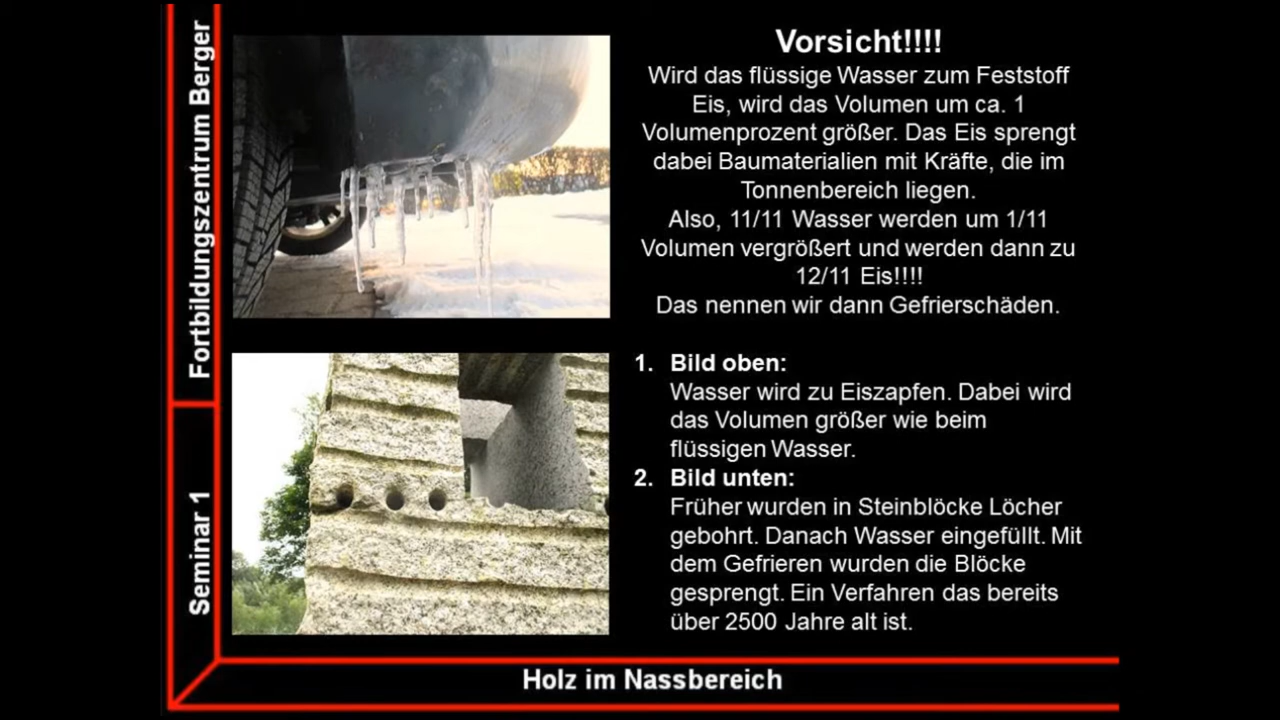 Fortbildungszentrum Berger
Seminar 1
Vorsicht!!!!
Wird das flüssige Wasser zum Feststoff
Eis, wird das Volumen um ca. 1
Volumenprozent größer. Das Eis sprengt
dabei Baumaterialien mit Kräfte, die im
Tonnenbereich liegen.
Also, 11/11 Wasser werden um 1/11
Volumen vergrößert und werden dann zu
12/11 Eis!!!!
Das nennen wir dann Gefrierschäden.
1. Bild oben:
Wasser wird zu Eiszapfen. Dabei wird
das Volumen größer wie beim
flüssigen Wasser.
2. Bild unten:
Früher wurden in Steinblöcke Löcher
gebohrt. Danach Wasser eingefüllt. Mit
dem Gefrieren wurden die Blöcke
gesprengt. Ein Verfahren das bereits
über 2500 Jahre alt ist.
Holz im Nassbereich